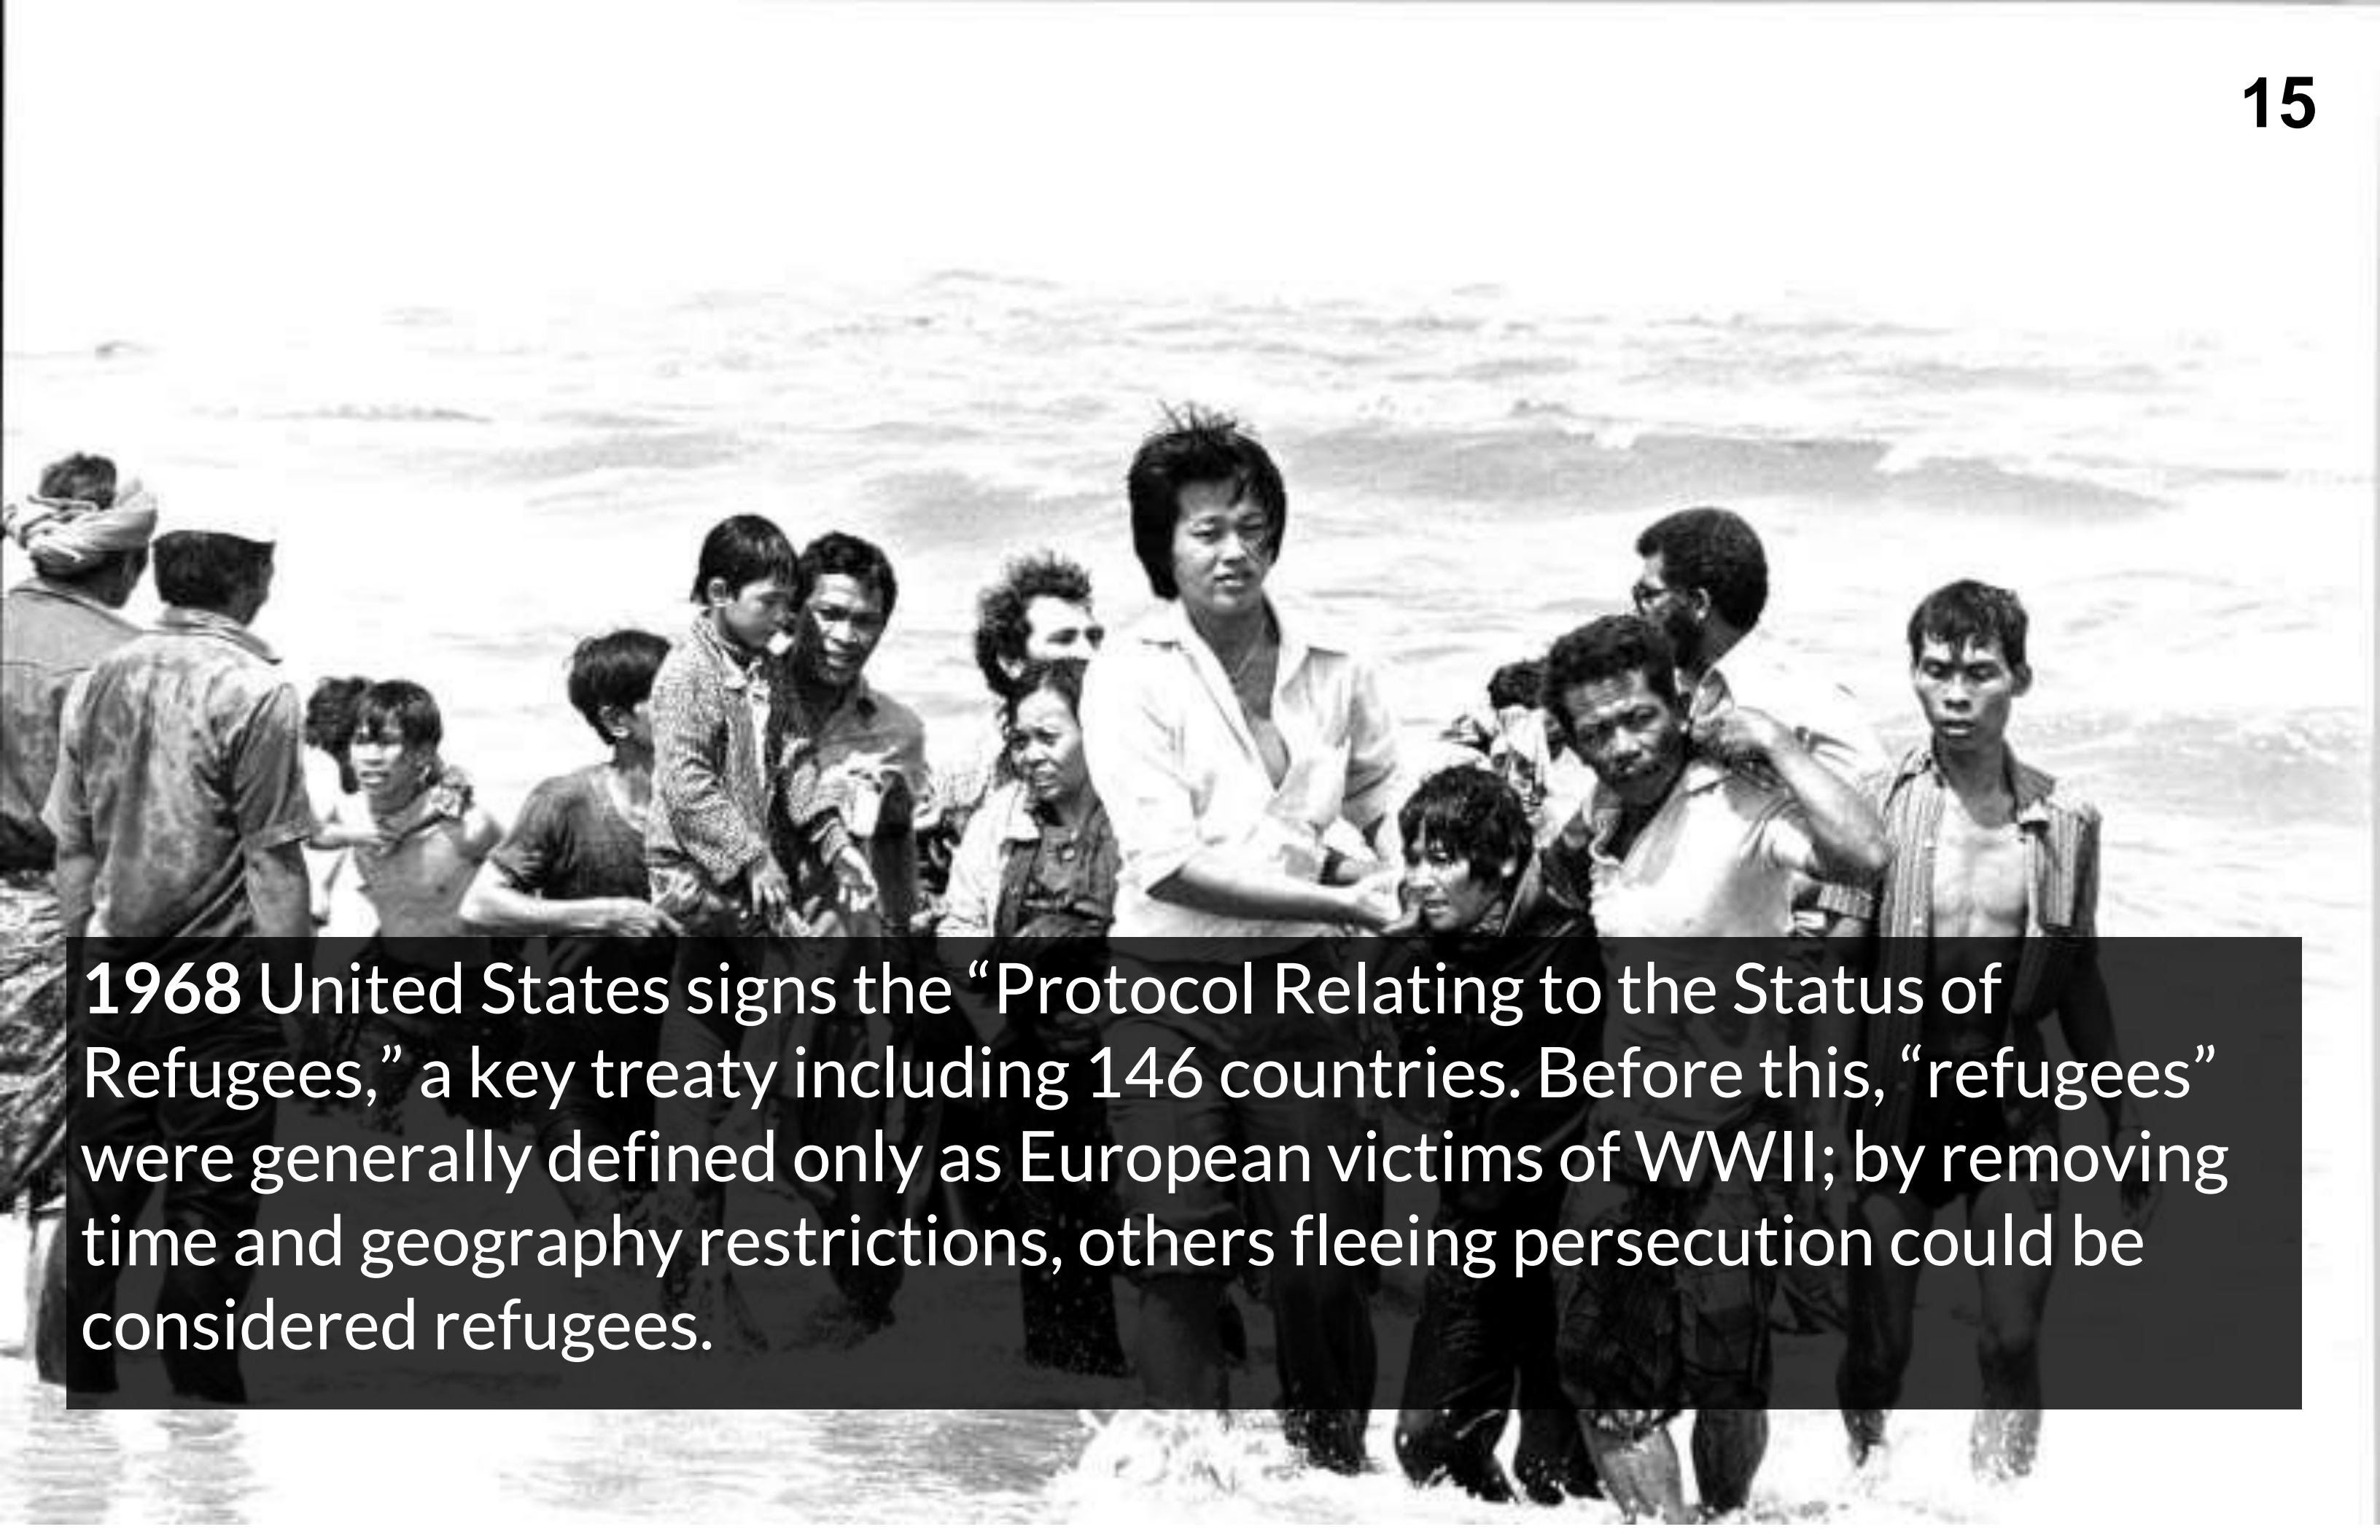 15
1968 United States signs the “Protocol Relating to the Status of
Refugees,” a key treaty including 146 countries. Before this, “refugees”
were generally defined only as European victims of WWII; by removing
time and geography restrictions, others fleeing persecution could be
considered refugees.